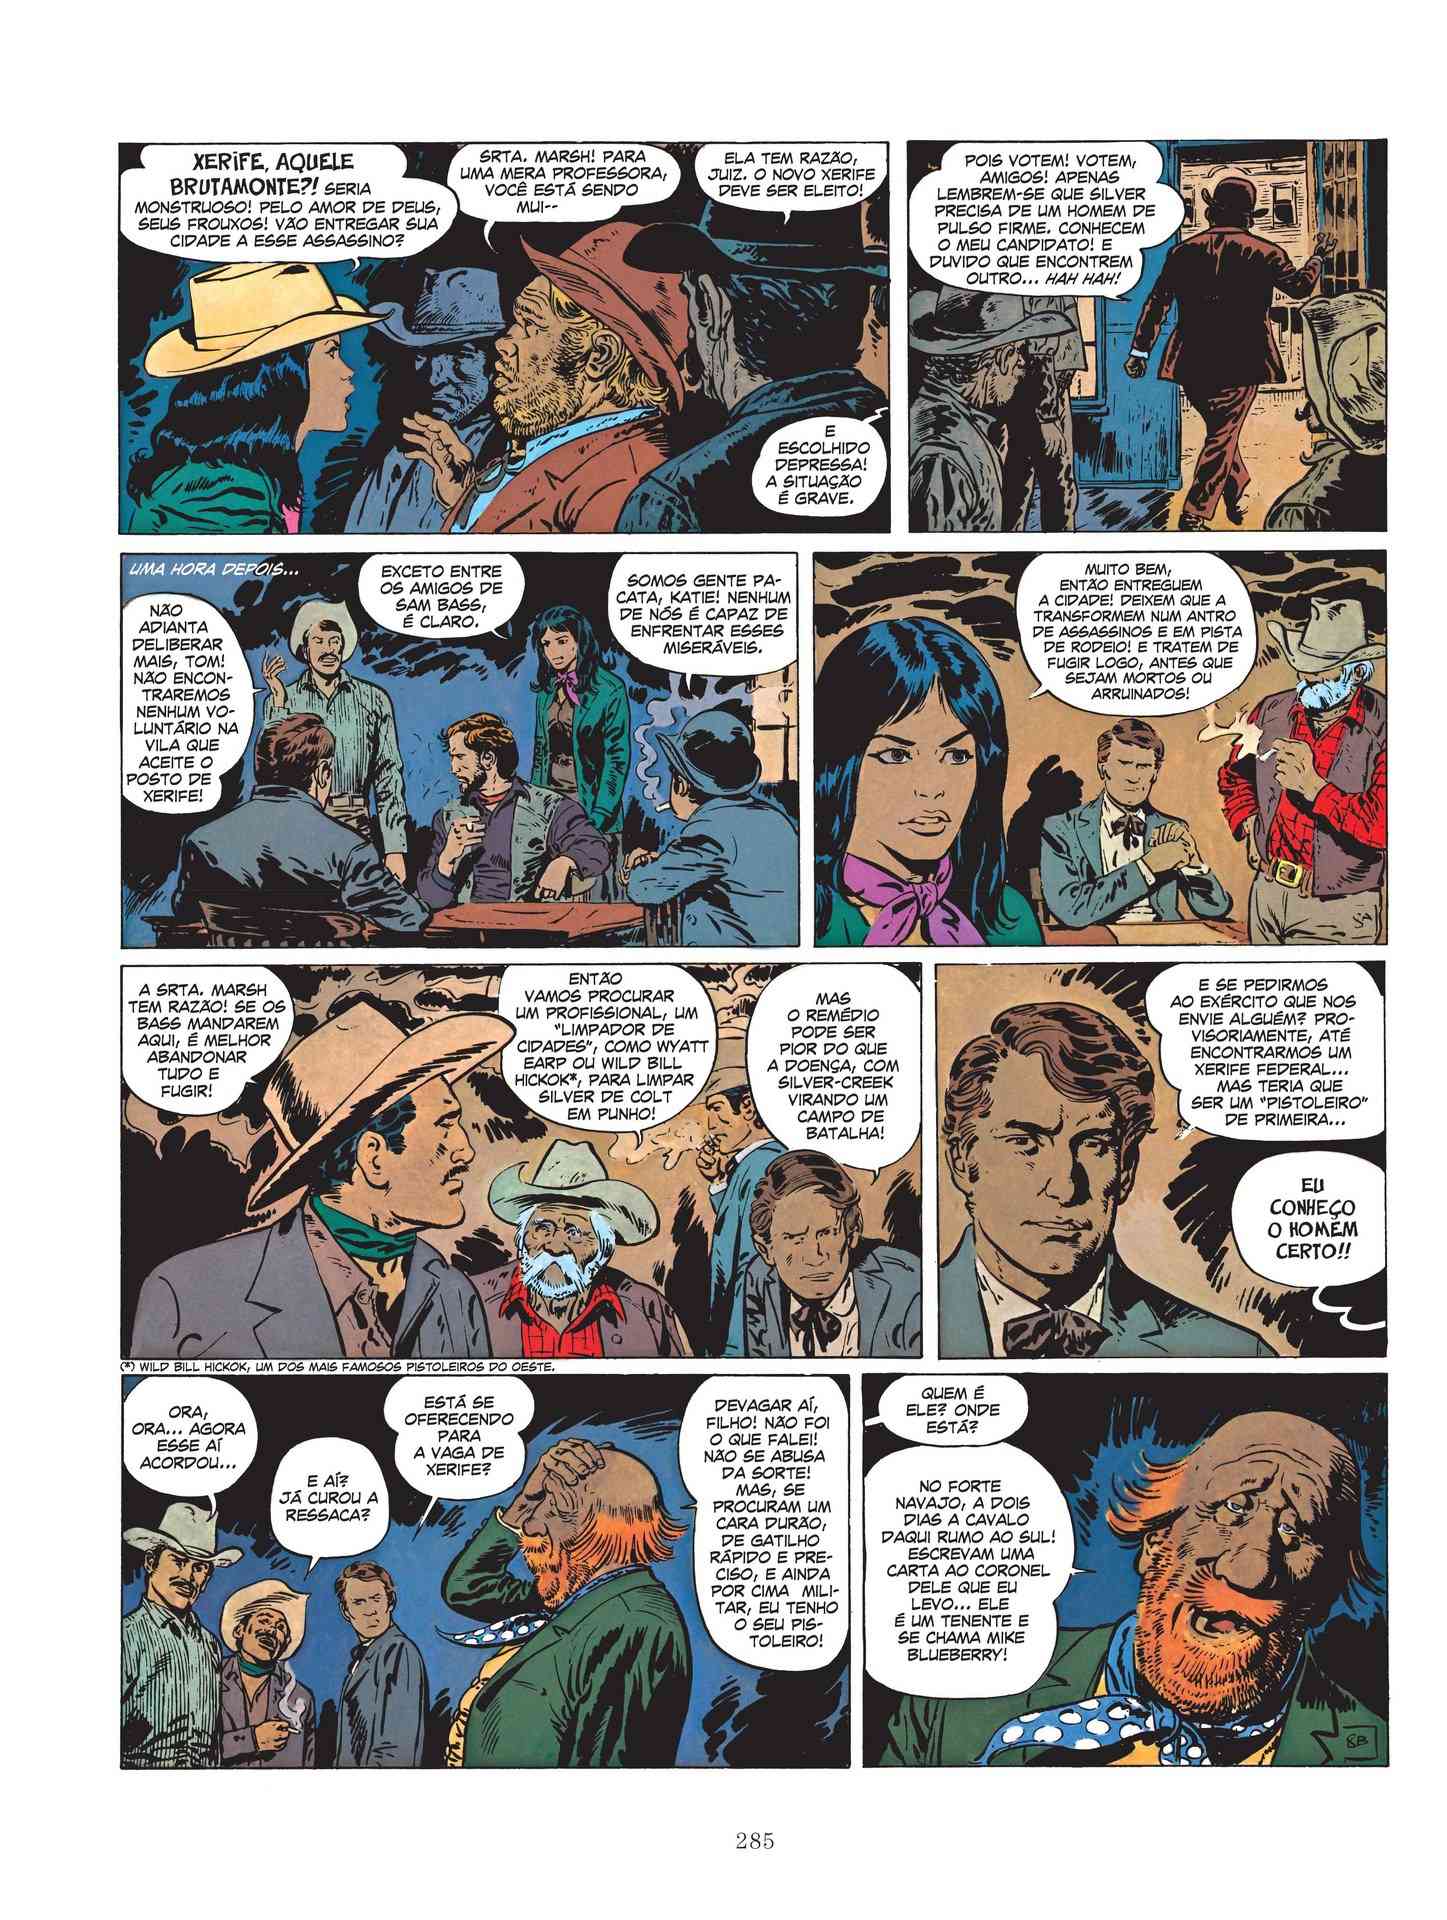 XERIFE, AQUELE
BRUTAMONTE?! SERIA
MONSTRUOSO! PELO AMOR DE DEUS,
SEUS FROUXOS! VÃO ENTREGAR SUA
CIDADE A ESSE ASSASSINO?
SRTA. MARSH! PARA
UMA MERA PROFESSORA,
VOCÊ ESTÁ SENDO
MUI--
ELA TEM RAZÃO,
JUIZ. O NOVO XERIFE
DEVE SER ELEITO!
E
ESCOLHIDO
DEPRESSA!
A SITUAÇÃO
É GRAVE.
POIS VOTEM! VOTEM,
AMIGOS! APENAS
LEMBREM-SE QUE SILVER
PRECISA DE UM HOMEM DE
PULSO FIRME. CONHECEM
O MEU CANDIDATO! E
DUVIDO QUE ENCONTREM
OUTRO... HAH HAH!
UMA HORA DEPOIS...
NÃO
ADIANTA
DELIBERAR
MAIS, TOM!
NÃO ENCON-
TRAREMOS
NENHUM VO-
LUNTÁRIO NA
VILA QUE
ACEITE O
POSTO DE
XERIFE!
EXCETO ENTRE
OS AMIGOS DE
SAM BASS,
É CLARO.
SOMOS GENTE PA-
CATA, KATIE! NENHUM
DE NÓS É CAPAZ DE
ENFRENTAR ESSES
MISERÁVEIS.
MUITO BEM,
ENTÃO ENTREGUEM
A CIDADE! DEIXEM QUE A
TRANSFORMEM NUM ANTRO
DE ASSASSINOS E EM PISTA
DE RODEIO! E TRATEM DE
FUGIR LOGO, ANTES QUE
SEJAM MORTOS OU
ARRUINADOS!
A SRTA. MARSH
TEM RAZÃO! SE OS
BASS MANDAREM
AQUI, É MELHOR
ABANDONAR
TUDO E
FUGIR!
ENTÃO
VAMOS PROCURAR
UM PROFISSIONAL, UM
"LIMPADOR DE
CIDADES", COMO WYATT
EARP OU WILD BILL
HICKOK*, PARA LIMPAR
SILVER DE COLT
EM PUNHO!
MAS
O REMÉDIO
PODE SER
PIOR DO QUE
A DOENÇA, COM
SILVER-CREEK
VIRANDO UM
CAMPO DE
BATALHA!
E SE PEDIRMOS
AO EXÉRCITO QUE NOS
ENVIE ALGUÉM? PRO-
VISORIAMENTE, ATÉ
ENCONTRARMOS UM
XERIFE FEDERAL...
MAS TERIA QUE
SER UM "PISTOLEIRO"
DE PRIMEIRA...
EU
CONHEÇO
O HOMEM
CERTO!!
(*) WILD BILL HICKOK, UM DOS MAIS FAMOSOS PISTOLEIROS DO OESTE.
ORA,
ORA... AGORA
ESSE AÍ
ACORDOU...
E AÍ?
JÁ CUROU A
RESSACA?
ESTÁ SE
OFERECENDO
PARA
A VAGA DE
XERIFE?
DEVAGAR AÍ,
FILHO! NÃO FOI
O QUE FALEI!
NÃO SE ABUSA
DA SORTE!
MAS, SE
PROCURAM UM
CARA DURÃO,
DE GATILHO
RÁPIDO E PRE-
CISO, E AINDA
POR CIMA MILI-
TAR, EU TENHO
O SEU PIS-
TOLEIRO!
QUEM É
ELE? ONDE
ESTÁ?
NO FORTE
NAVAJO, A DOIS
DIAS A CAVALO
DAQUI RUMO AO SUL!
ESCREVAM UMA
CARTA AO CORONEL
DELE QUE EU
LEVO... ELE
É UM TENENTE E
SE CHAMA MIKE
BLUEBERRY!
8B
285